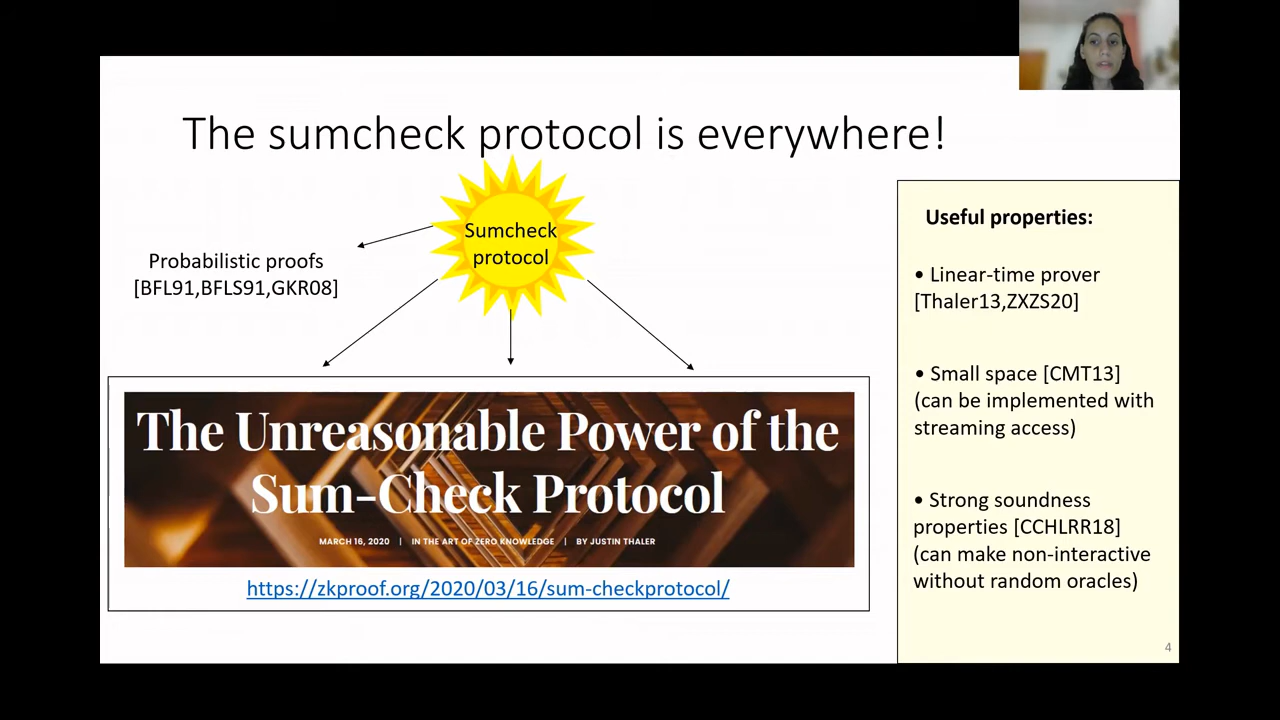 The sumcheck protocol is everywhere!
Sumcheck
protocol
Probabilistic proofs
[BFL91,BFLS91,GKR08]
The Unreasonable Power of the
Sum-Check Protocol
MARCH 16, 2020 | IN THE ART OF ZERO KNOWLEDGE | BY JUSTIN THALER
https://zkproof.org/2020/03/16/sum-checkprotocol/
Useful properties:
• Linear-time prover
[Thaler13,ZXZS20]
• Small space [CMT13]
(can be implemented with
streaming access)
• Strong soundness
properties [CCHLRR18]
(can make non-interactive
without random oracles)
4